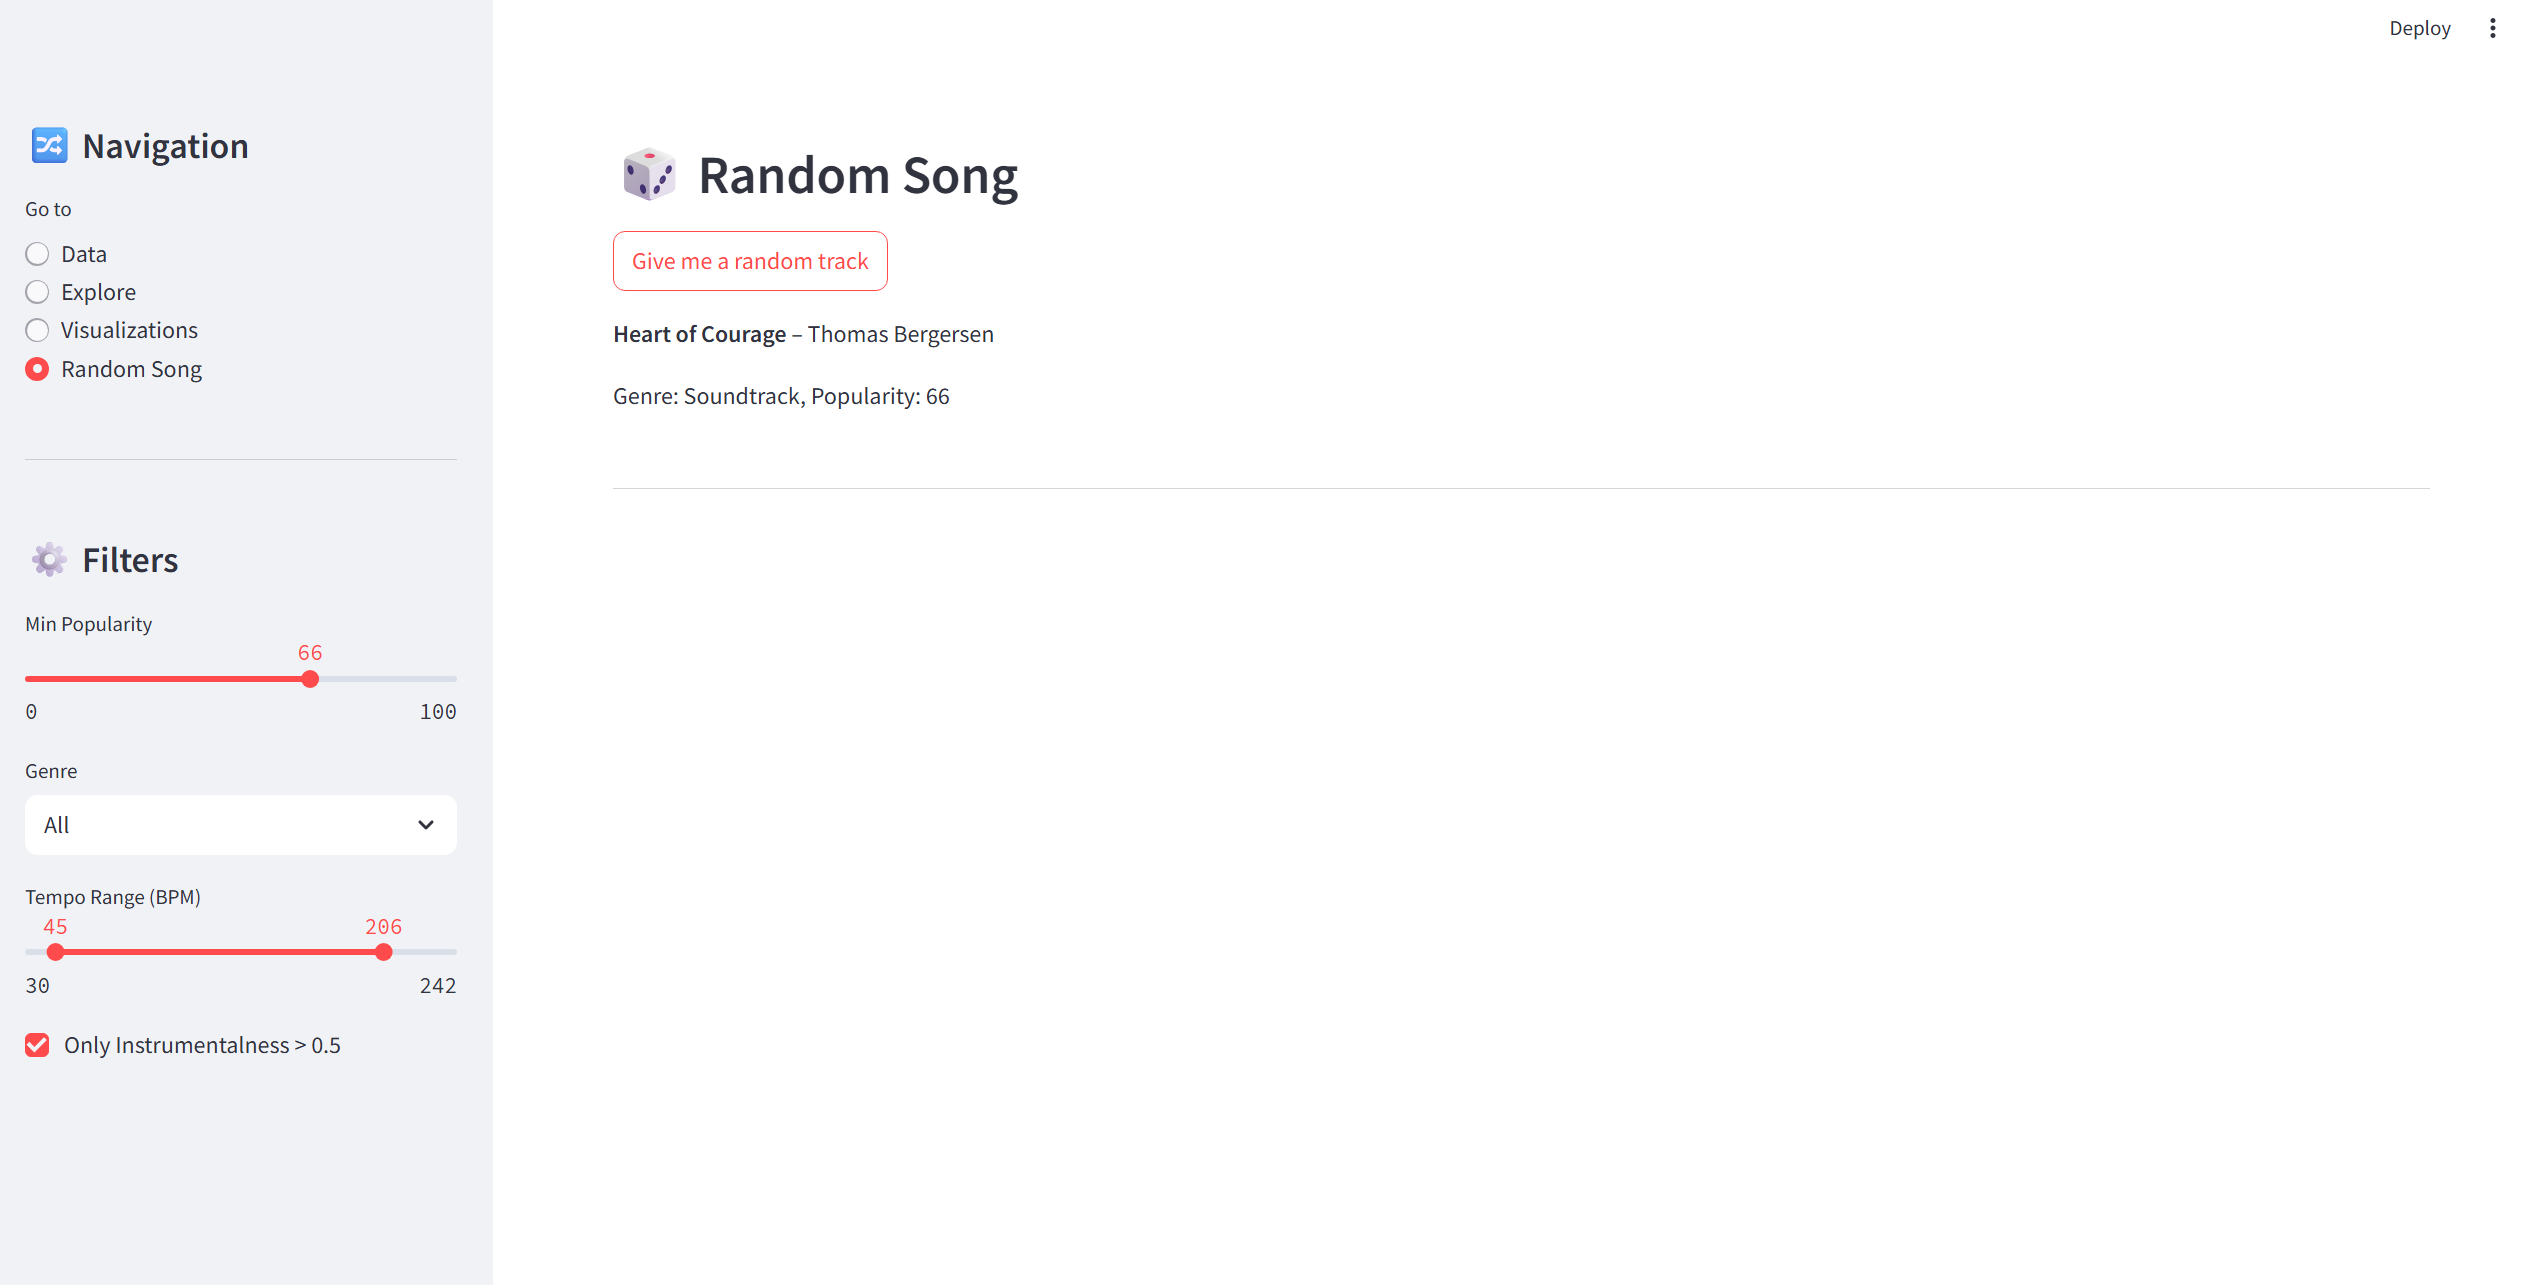 Deploy
Navigation
Go to
Data
Explore
Visualizations
Random Song
Filters
Min Popularity
66
0 100
Genre
All
Tempo Range (BPM)
45 206
30 242
Only Instrumentalness > 0.5
Random Song
Give me a random track
Heart of Courage – Thomas Bergersen
Genre: Soundtrack, Popularity: 66